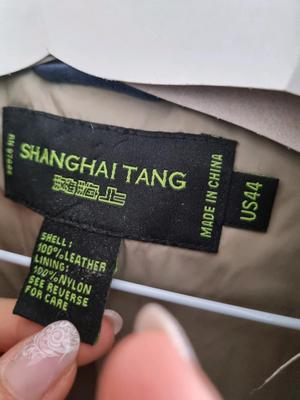 SHANGHAI TANG
灘海上
MADE IN CHINA
US44
SHELL:
100% LEATHER
LINING:
100% NYLON
SEE REVERSE
FOR CARE
RN